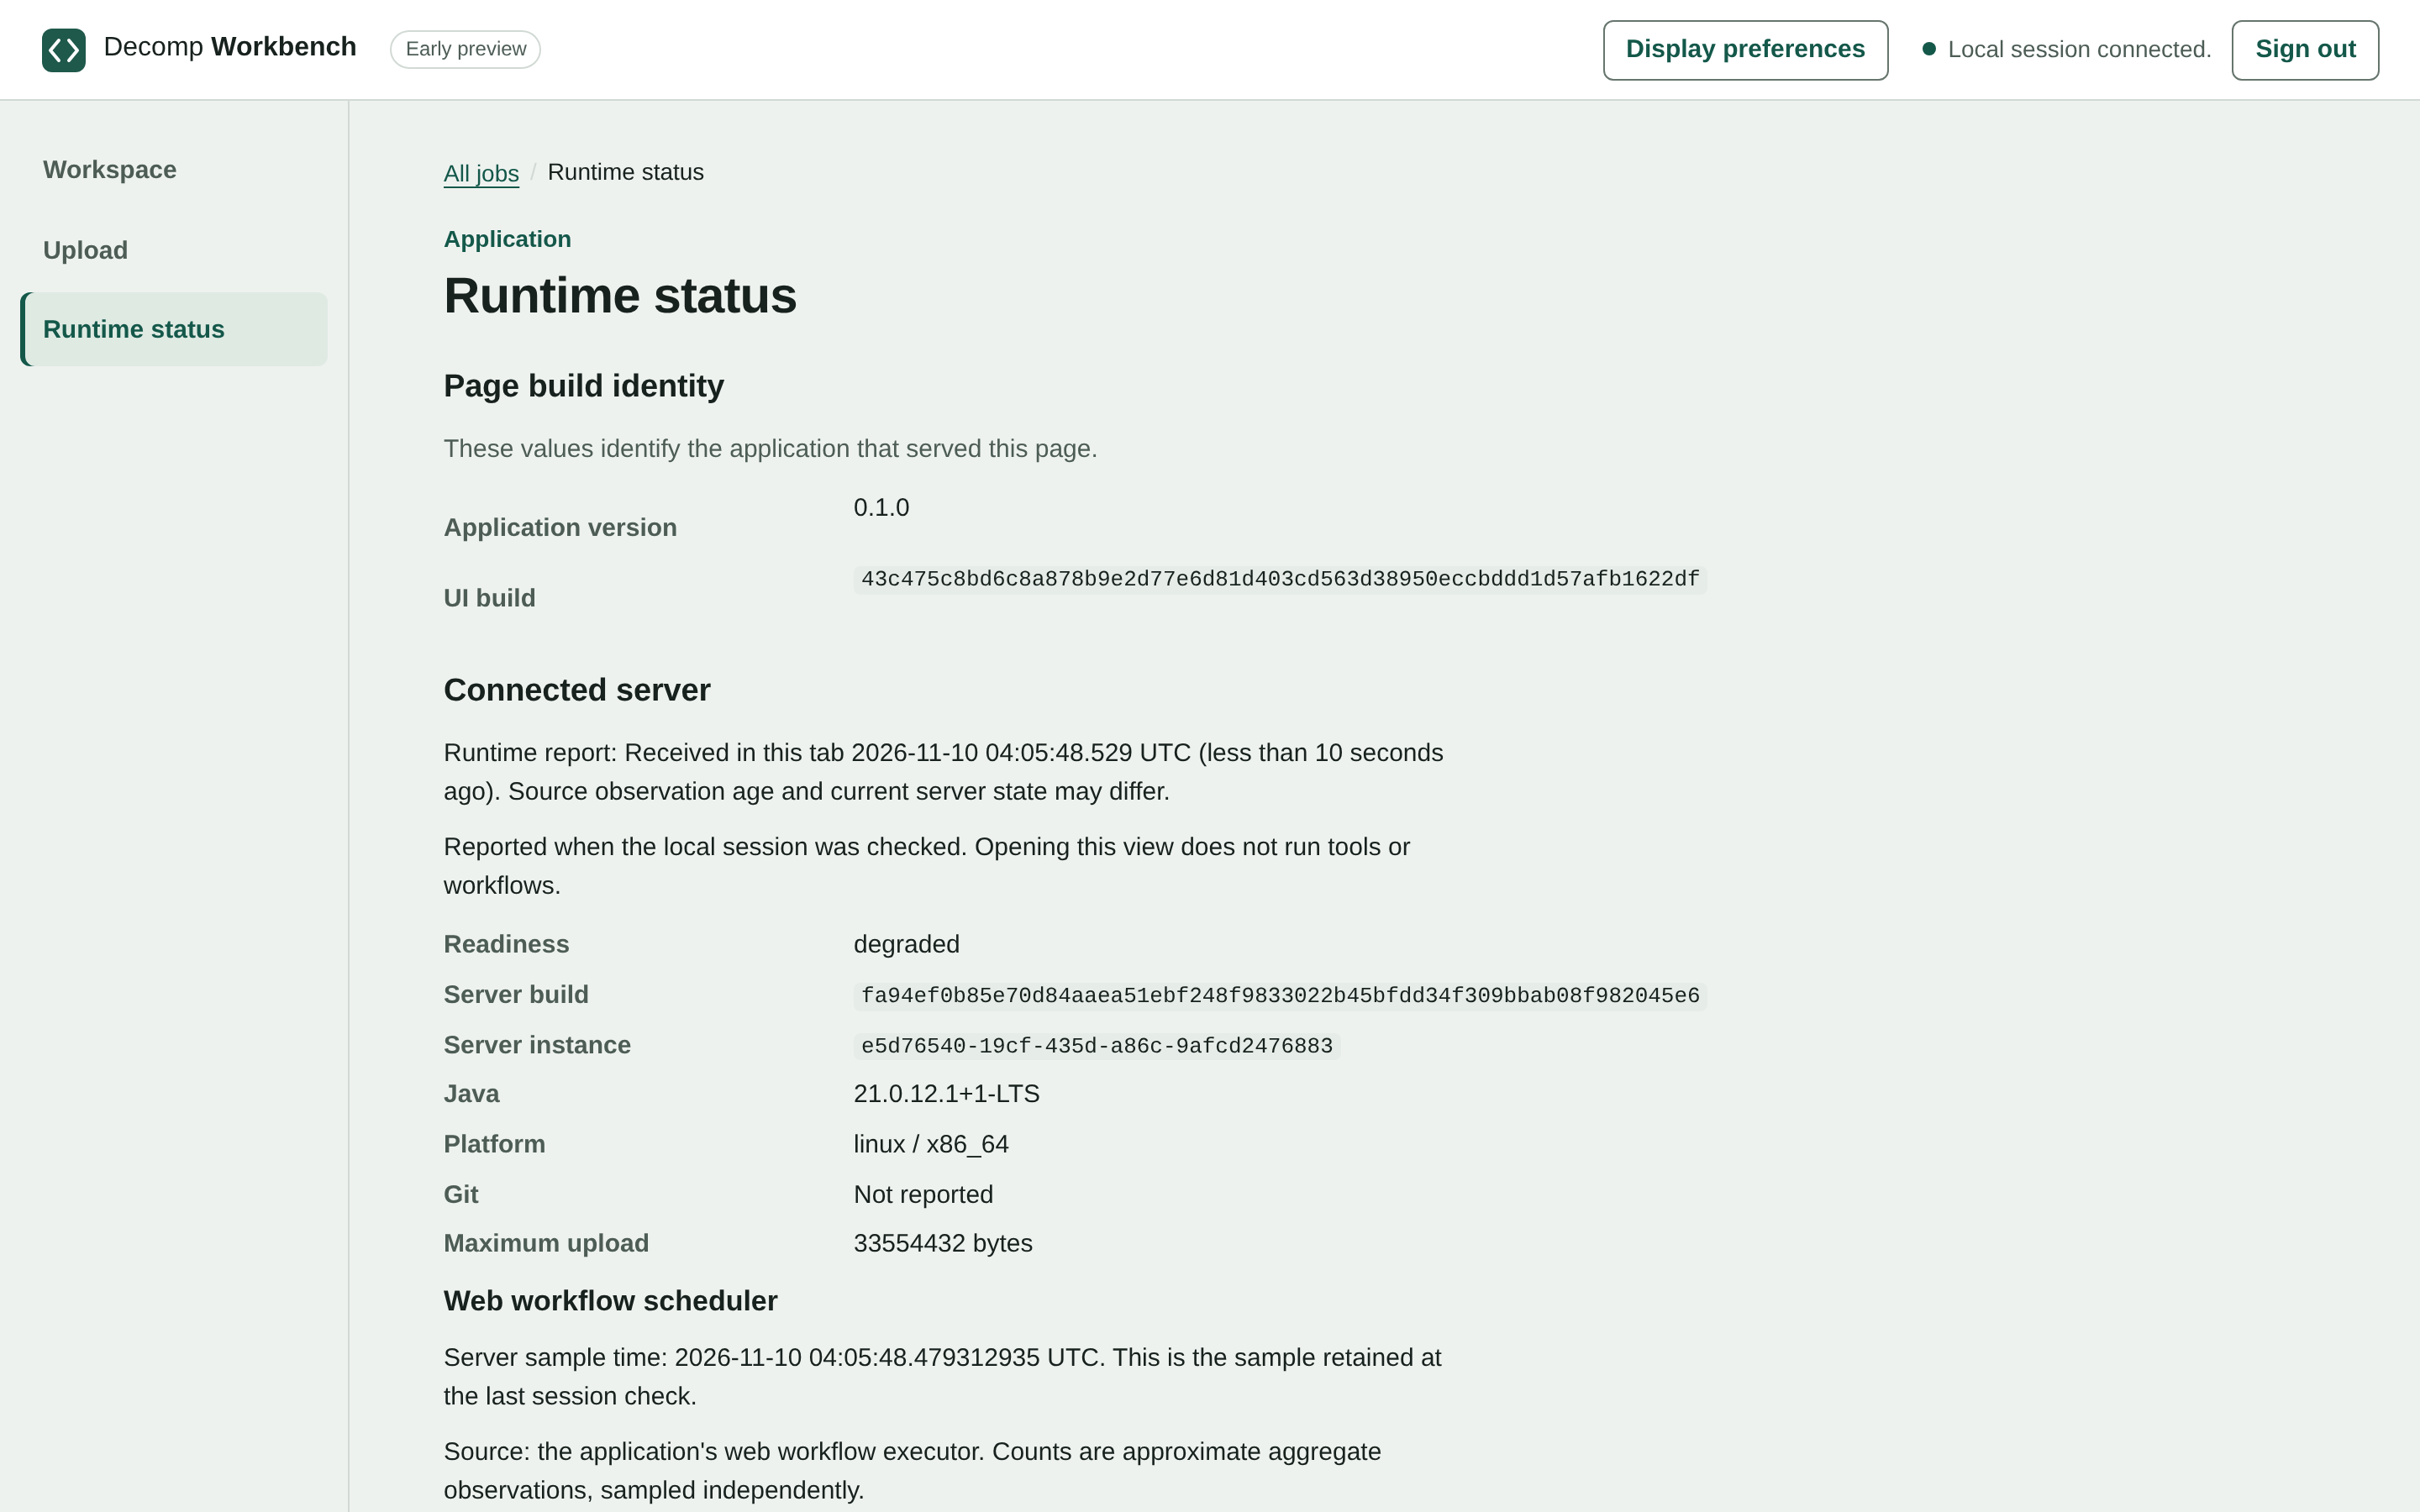 Decomp Workbench
Early preview
Display preferences
Local session connected.
Sign out
Workspace
Upload
Runtime status
All jobs / Runtime status
Application
Runtime status
Page build identity
These values identify the application that served this page.
Application version
0.1.0
UI build
43c475c8bd6c8a878b9e2d77e6d81d403cd563d38950eccbddd1d57afb1622df
Connected server
Runtime report: Received in this tab 2026-11-10 04:05:48.529 UTC (less than 10 seconds
ago). Source observation age and current server state may differ.
Reported when the local session was checked. Opening this view does not run tools or
workflows.
Readiness
degraded
Server build
fa94ef0b85e70d84aaea51ebf248f9833022b45bfdd34f309bbab08f982045e6
Server instance
e5d76540-19cf-435d-a86c-9afcd2476883
Java
21.0.12.1+1-LTS
Platform
linux / x86_64
Git
Not reported
Maximum upload
33554432 bytes
Web workflow scheduler
Server sample time: 2026-11-10 04:05:48.479312935 UTC. This is the sample retained at
the last session check.
Source: the application's web workflow executor. Counts are approximate aggregate
observations, sampled independently.